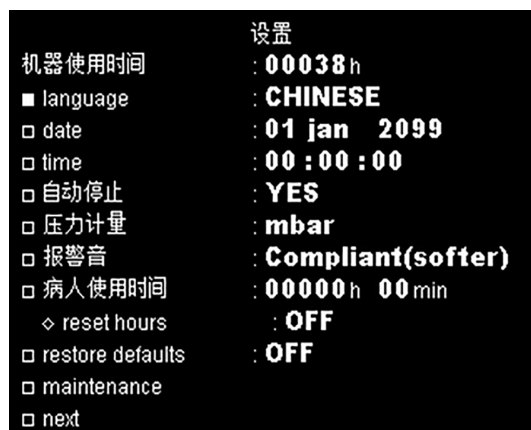 设置
机器使用时间 : 00038h
language : CHINESE
date : 01 jan 2099
time : 00:00:00
自动停止 : YES
压力计量 : mbar
报警音 : Compliant(softer)
病人使用时间 : 00000h 00min
reset hours : OFF
restore defaults : OFF
maintenance
next